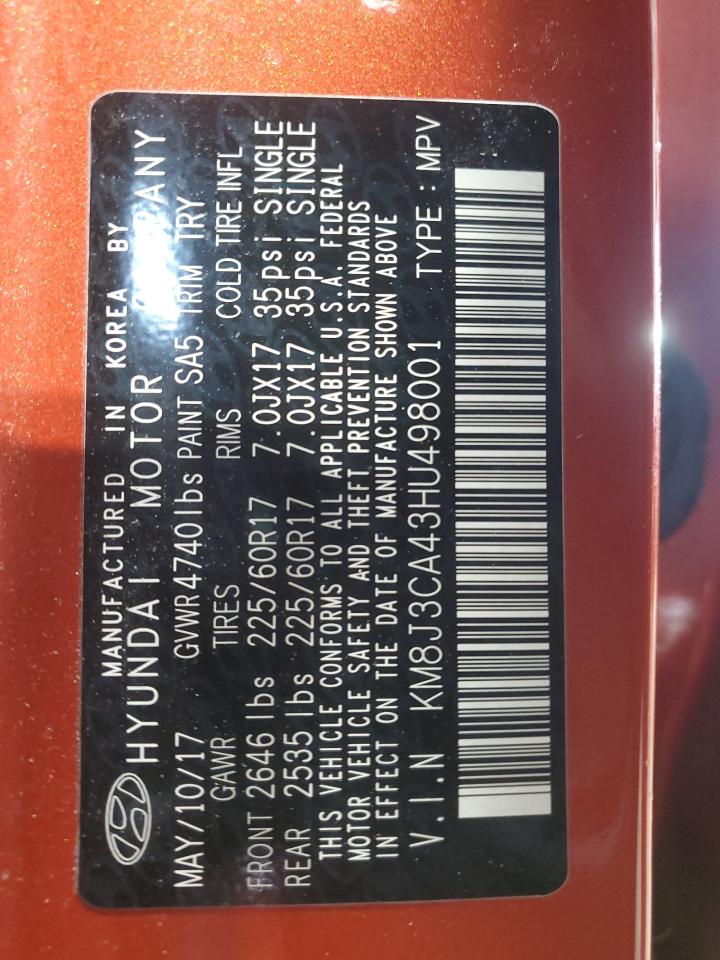 MANUFACTURED IN KOREA BY
HYUNDAI MOTOR
MAY/10/17 GVWR 4740 lbs PAINT SA5 TRIM TRY
GAWR TIRES RIMS COLD TIRE INFL
FRONT 2646 lbs 225/60R17 7.0JX17 35psi SINGLE
REAR 2535 lbs 225/60R17 7.0JX17 35psi SINGLE
THIS VEHICLE CONFORMS TO ALL APPLICABLE U.S.A. FEDERAL
MOTOR VEHICLE SAFETY AND THEFT PREVENTION STANDARDS
IN EFFECT ON THE DATE OF MANUFACTURE SHOWN ABOVE
V.I.N KM8J3CA43HU498001 TYPE : MPV